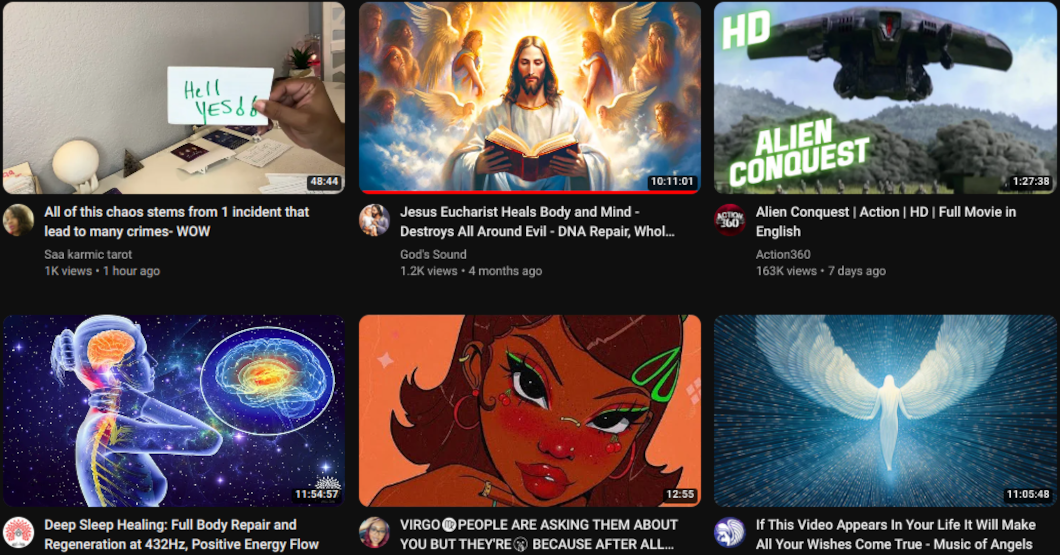 Hell
YES!!
48:44
10:11:01
HD
ALIEN
CONQUEST
1:27:38
All of this chaos stems from 1 incident that
lead to many crimes- WOW
Saa karmic tarot
1K views • 1 hour ago
Jesus Eucharist Heals Body and Mind -
Destroys All Around Evil - DNA Repair, Whol...
God's Sound
1.2K views • 4 months ago
ACTION
360
Alien Conquest | Action | HD | Full Movie in
English
Action360
163K views • 7 days ago
11:54:57
12:55
11:05:48
Deep Sleep Healing: Full Body Repair and
Regeneration at 432Hz, Positive Energy Flow
VIRGO♍PEOPLE ARE ASKING THEM ABOUT
YOU BUT THEY'RE BECAUSE AFTER ALL...
If This Video Appears In Your Life It Will Make
All Your Wishes Come True - Music of Angels